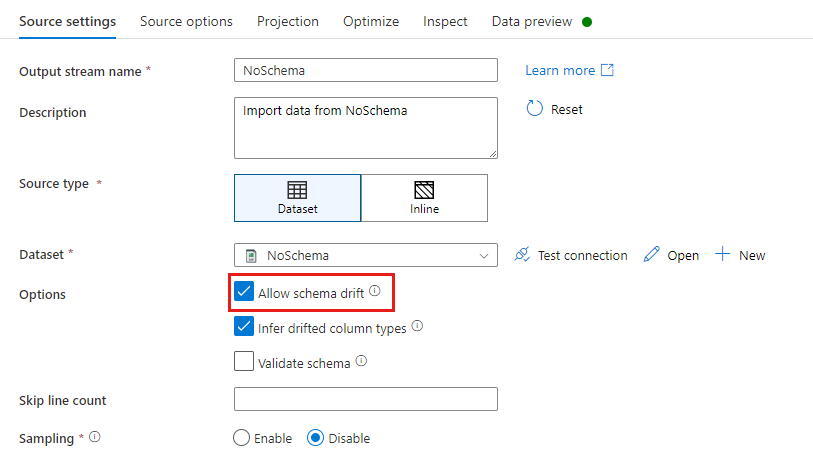 Source settings Source options Projection Optimize Inspect Data preview
Output stream name * NoSchema Learn more
Description Import data from NoSchema Reset
Source type *
Dataset Inline
Dataset * NoSchema Test connection Open New
Options Allow schema drift
Infer drifted column types
Validate schema
Skip line count
Sampling * Enable Disable